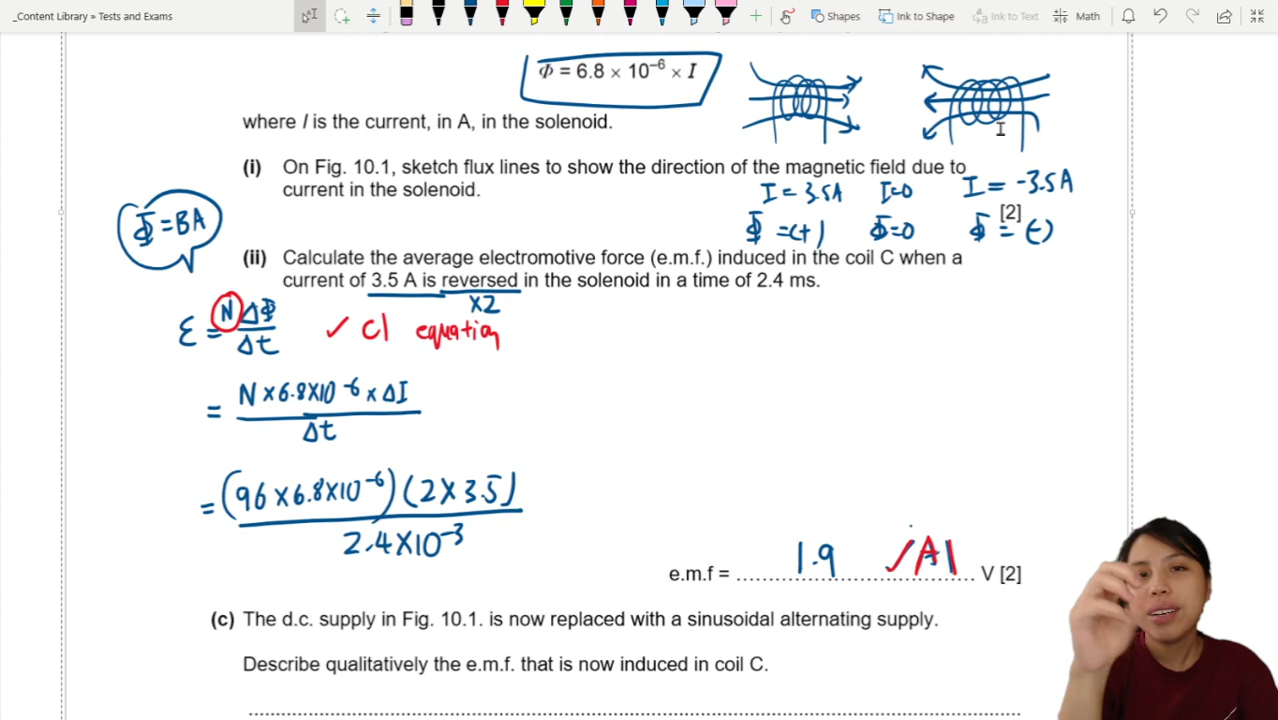 _Content Library » Tests and Exams
Shapes
Ink to Shape
Ink to Text
Math
Φ = 6.8 × 10⁻⁶ × I
where I is the current, in A, in the solenoid.
(i) On Fig. 10.1, sketch flux lines to show the direction of the magnetic field due to
current in the solenoid.
[2]
I = 3.5A I=0 I = -3.5A
Φ = (+) Φ=0 Φ = (-)
Φ = BA
(ii) Calculate the average electromotive force (e.m.f.) induced in the coil C when a
current of 3.5 A is reversed in the solenoid in a time of 2.4 ms.
×2
ε = NΔΦ / Δt ✓ C1 equation
= N × 6.8×10⁻⁶ × ΔI / Δt
= (96 × 6.8×10⁻⁶)(2×3.5) / 2.4×10⁻³
e.m.f = 1.9 ✓A1 V [2]
(c) The d.c. supply in Fig. 10.1. is now replaced with a sinusoidal alternating supply.
Describe qualitatively the e.m.f. that is now induced in coil C.